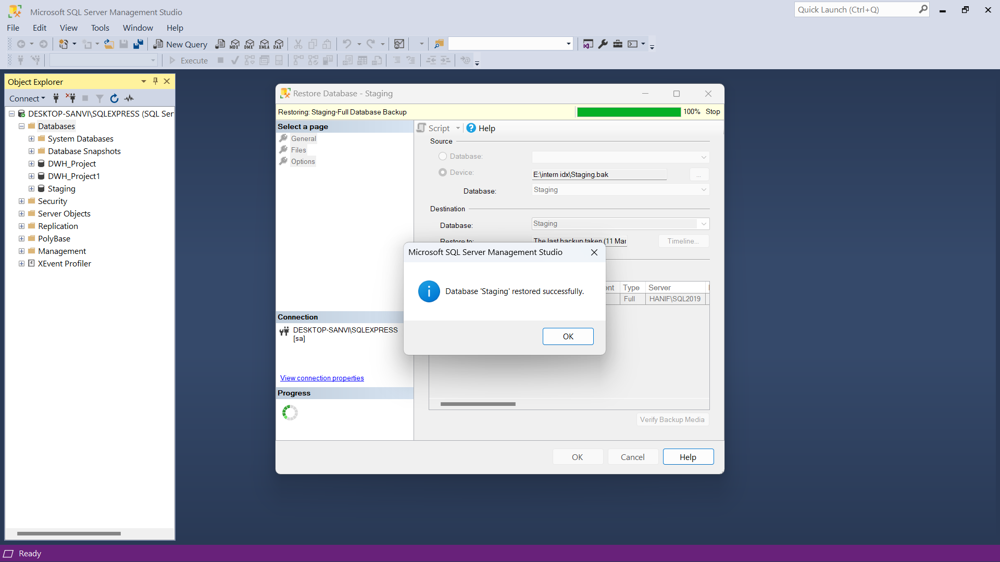 Microsoft SQL Server Management Studio
Quick Launch (Ctrl+Q)
File Edit View Tools Window Help
New Query MDX DMX XMLA DAX
Execute
Object Explorer
Connect
DESKTOP-SANVI\SQLEXPRESS (SQL Ser
Databases
System Databases
Database Snapshots
DWH_Project
DWH_Project1
Staging
Security
Server Objects
Replication
PolyBase
Management
XEvent Profiler
Restore Database - Staging
Restoring: Staging-Full Database Backup
100% Stop
Select a page
General
Files
Options
Script Help
Source
Database:
Device:
E:\intern idx\Staging.bak
...
Database:
Staging
Destination
Database:
Staging
Restore to:
The last backup taken (11 Mar
Timeline...
Microsoft SQL Server Management Studio
Database 'Staging' restored successfully.
OK
ent Type Server
Full HANIF\SQL2019
Connection
DESKTOP-SANVI\SQLEXPRESS
[sa]
View connection properties
Progress
Verify Backup Media
OK Cancel Help
Ready